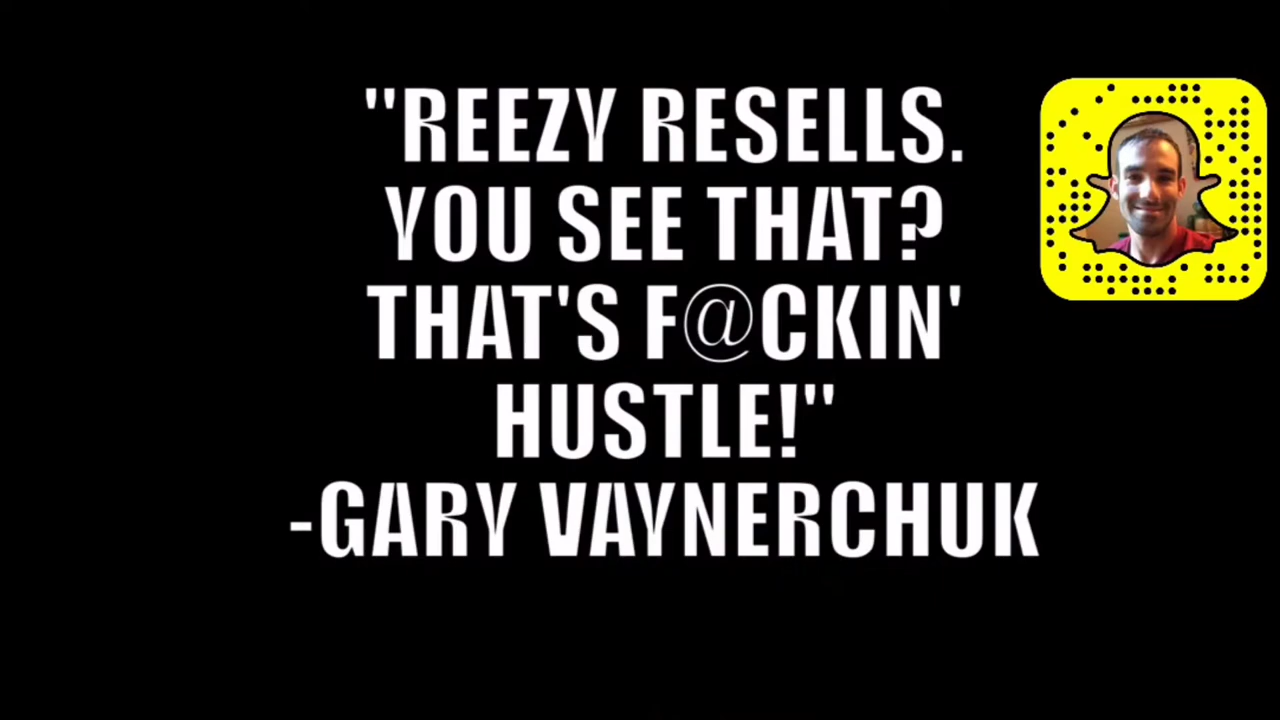 "REEZY RESELLS.
YOU SEE THAT?
THAT'S F@CKIN'
HUSTLE!"
-GARY VAYNERCHUK